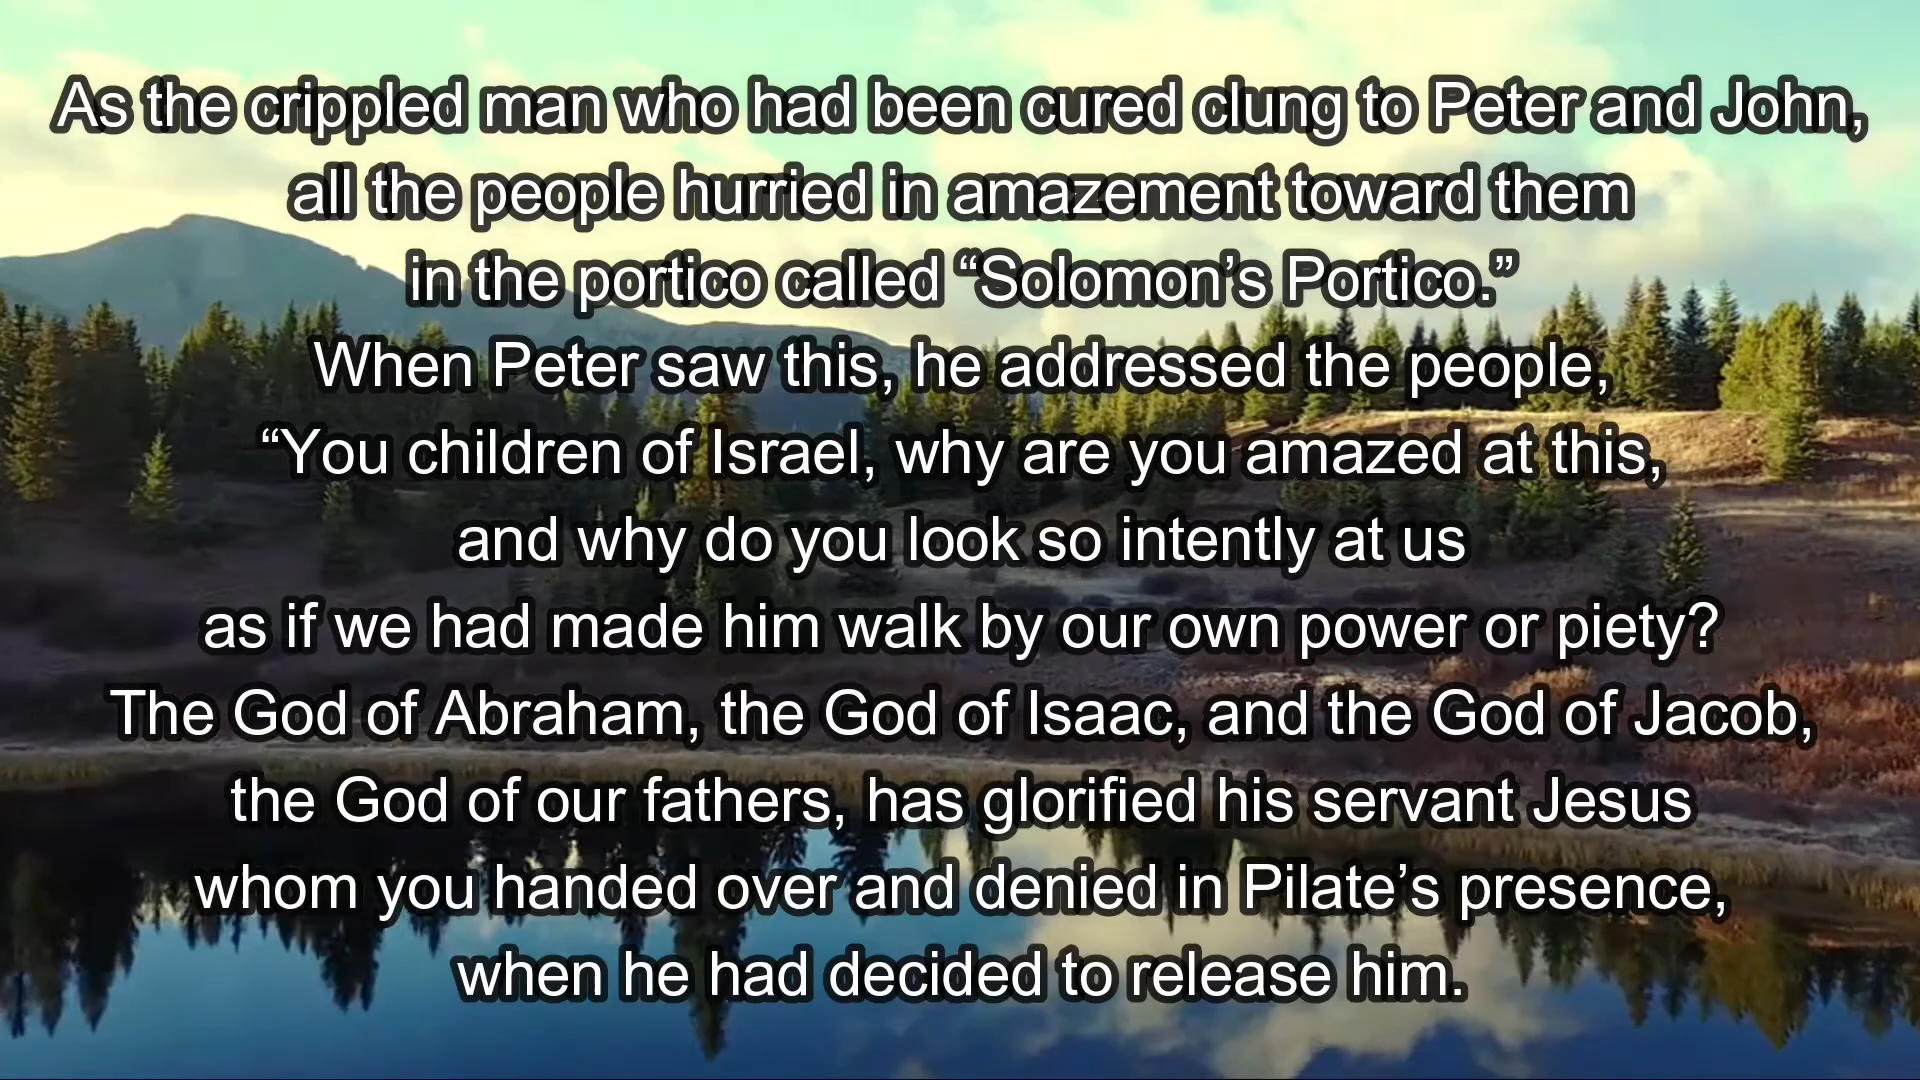 As the crippled man who had been cured clung to Peter and John,
all the people hurried in amazement toward them
in the portico called “Solomon’s Portico.”
When Peter saw this, he addressed the people,
“You children of Israel, why are you amazed at this,
and why do you look so intently at us
as if we had made him walk by our own power or piety?
The God of Abraham, the God of Isaac, and the God of Jacob,
the God of our fathers, has glorified his servant Jesus
whom you handed over and denied in Pilate’s presence,
when he had decided to release him.